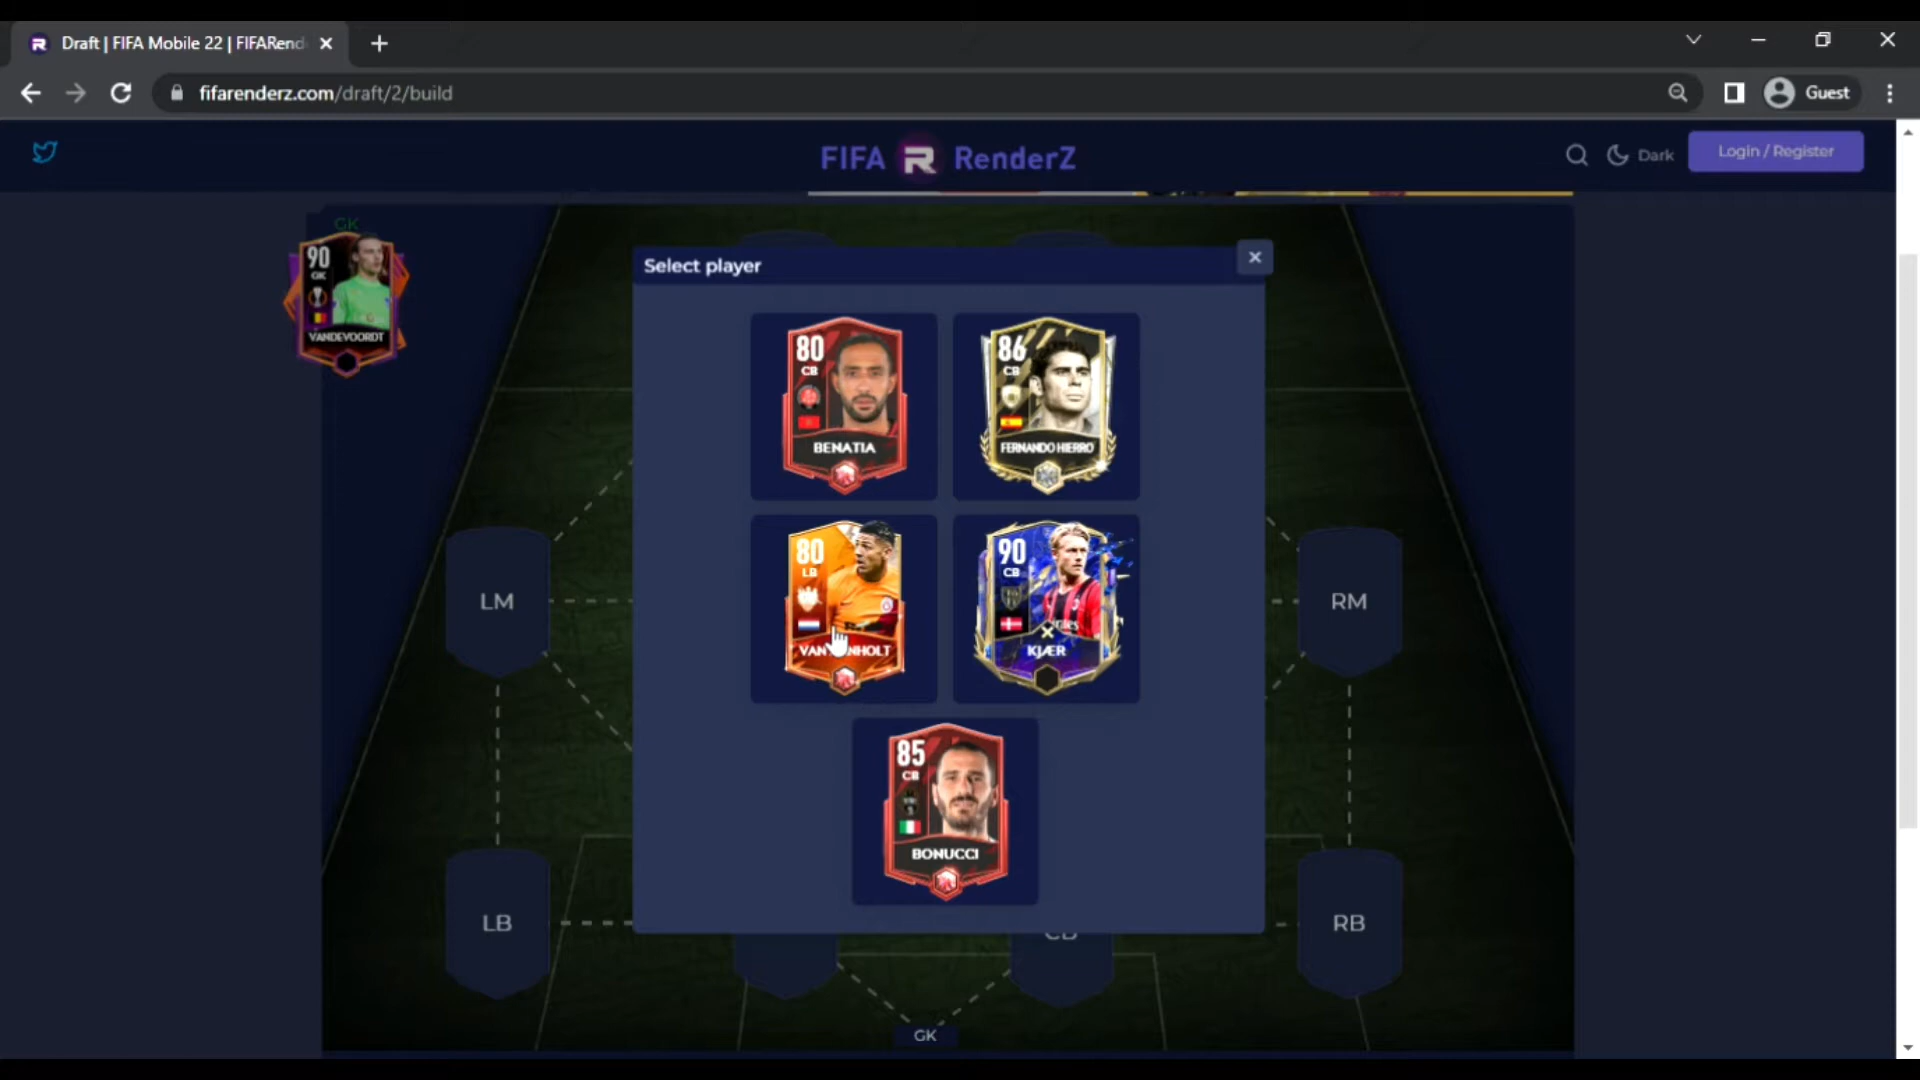 Draft | FIFA Mobile 22 | FIFARend
fifarenderz.com/draft/2/build
Guest
FIFA R RenderZ
Dark
Login / Register
GK
90
GK
VANDEVOORDT
Select player
80
CB
BENATIA
86
CB
FERNANDO HIERRO
80
LB
VAN
90
CB
KJÆR
85
CB
BONUCCI
LM
RM
LB
CB
RB
GK